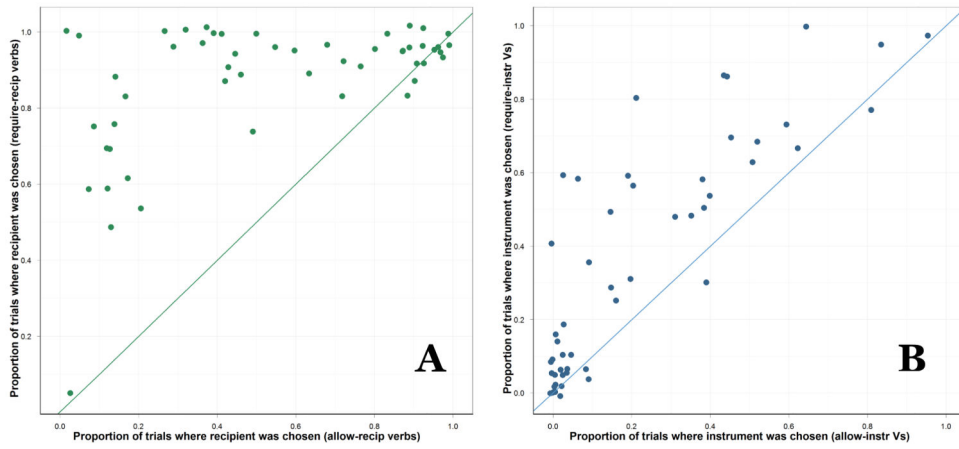 Proportion of trials where recipient was chosen (require-recip verbs)
1.0
0.8
0.6
0.4
0.2
0.0 0.2 0.4 0.6 0.8 1.0
Proportion of trials where recipient was chosen (allow-recip verbs)
A
Proportion of trials where instrument was chosen (require-instr Vs)
1.0
0.8
0.6
0.4
0.2
0.0
0.0 0.2 0.4 0.6 0.8 1.0
Proportion of trials where instrument was chosen (allow-instr Vs)
B